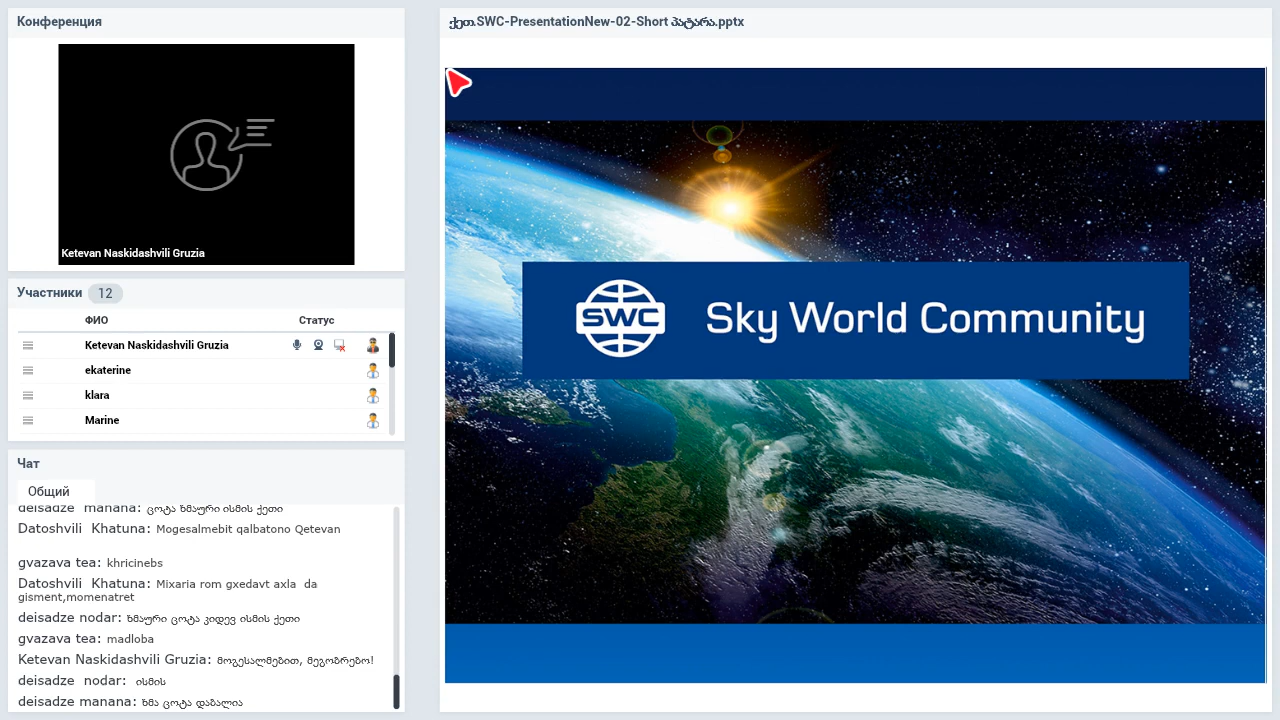 Конференция
Ketevan Naskidashvili Gruzia
Участники 12
ФИО Статус
Ketevan Naskidashvili Gruzia
ekaterine
klara
Marine
Чат
Общий
deisadze manana: ცოტა ხმაური ისმის ქეთი
Datoshvili Khatuna: Mogesalmebit qalbatono Qetevan
gvazava tea: khricinebs
Datoshvili Khatuna: Mixaria rom gxedavt axla da
gisment,momenatret
deisadze nodar: ხმაური ცოტა კიდევ ისმის ქეთი
gvazava tea: madloba
Ketevan Naskidashvili Gruzia: მოგესალმებით, მეგობრებო!
deisadze nodar: ისმის
deisadze manana: ხმა ცოტა დაბალია
ქეთ.SWC-PresentationNew-02-Short პატარა.pptx
SWC Sky World Community